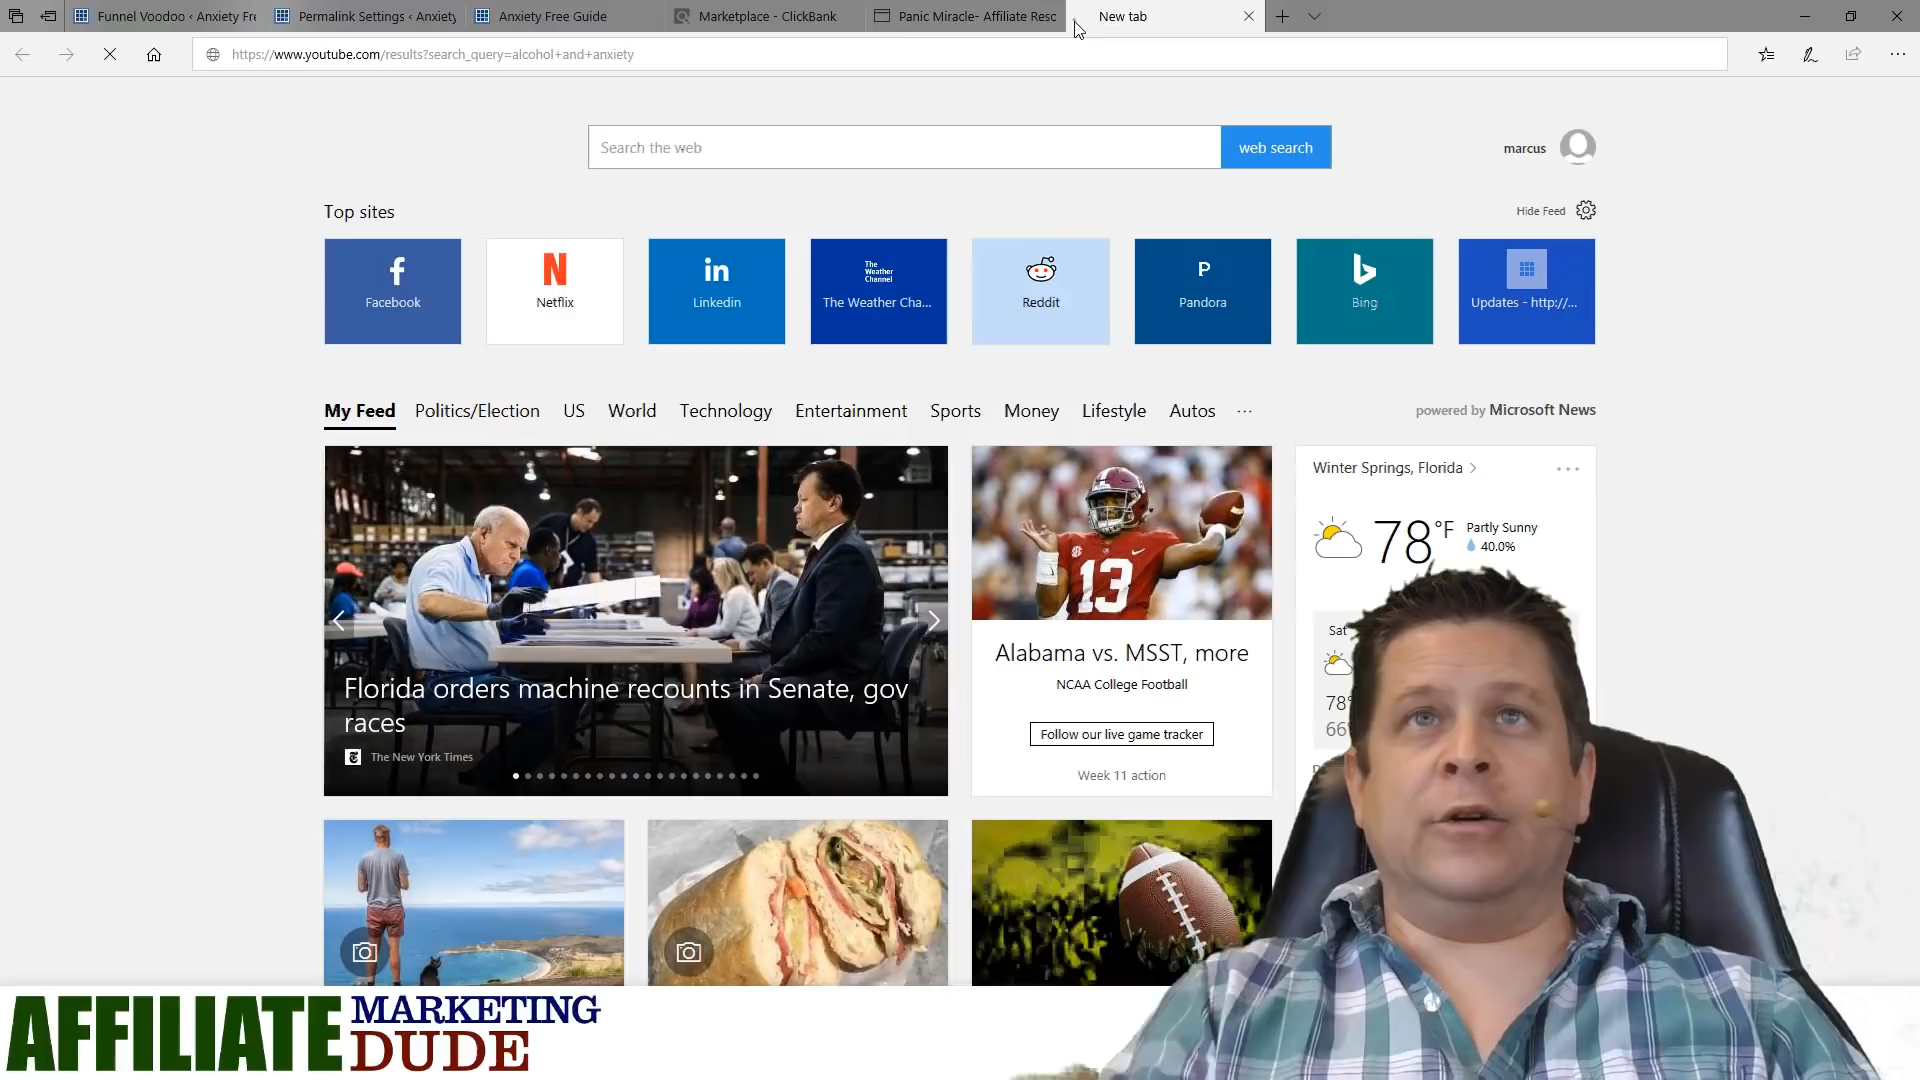 Funnel Voodoo ‹ Anxiety Fre
Permalink Settings ‹ Anxiety
Anxiety Free Guide
Marketplace - ClickBank
Panic Miracle- Affiliate Resc
New tab
https://www.youtube.com/results?search_query=alcohol+and+anxiety
Search the web
web search
marcus
Top sites
Hide Feed
Facebook
Netflix
Linkedin
The
Weather
Channel
The Weather Cha...
Reddit
P
Pandora
Bing
Updates - http://...
My Feed
Politics/Election
US
World
Technology
Entertainment
Sports
Money
Lifestyle
Autos
powered by Microsoft News
Florida orders machine recounts in Senate, gov
races
The New York Times
13
Alabama vs. MSST, more
NCAA College Football
Follow our live game tracker
Week 11 action
Winter Springs, Florida
78°F
Partly Sunny
40.0%
Sat
78°
66°
AFFILIATE
MARKETING
DUDE